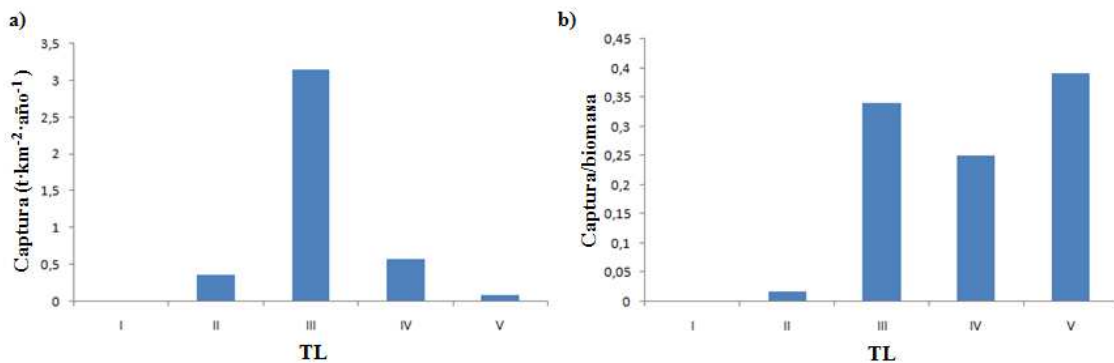 a)
Captura (t·km⁻²·año⁻¹)
3,5
3
2,5
2
1,5
1
0,5
0
I II III IV V
TL
b)
Captura/biomasa
0,45
0,4
0,35
0,3
0,25
0,2
0,15
0,1
0,05
0
I II III IV V
TL